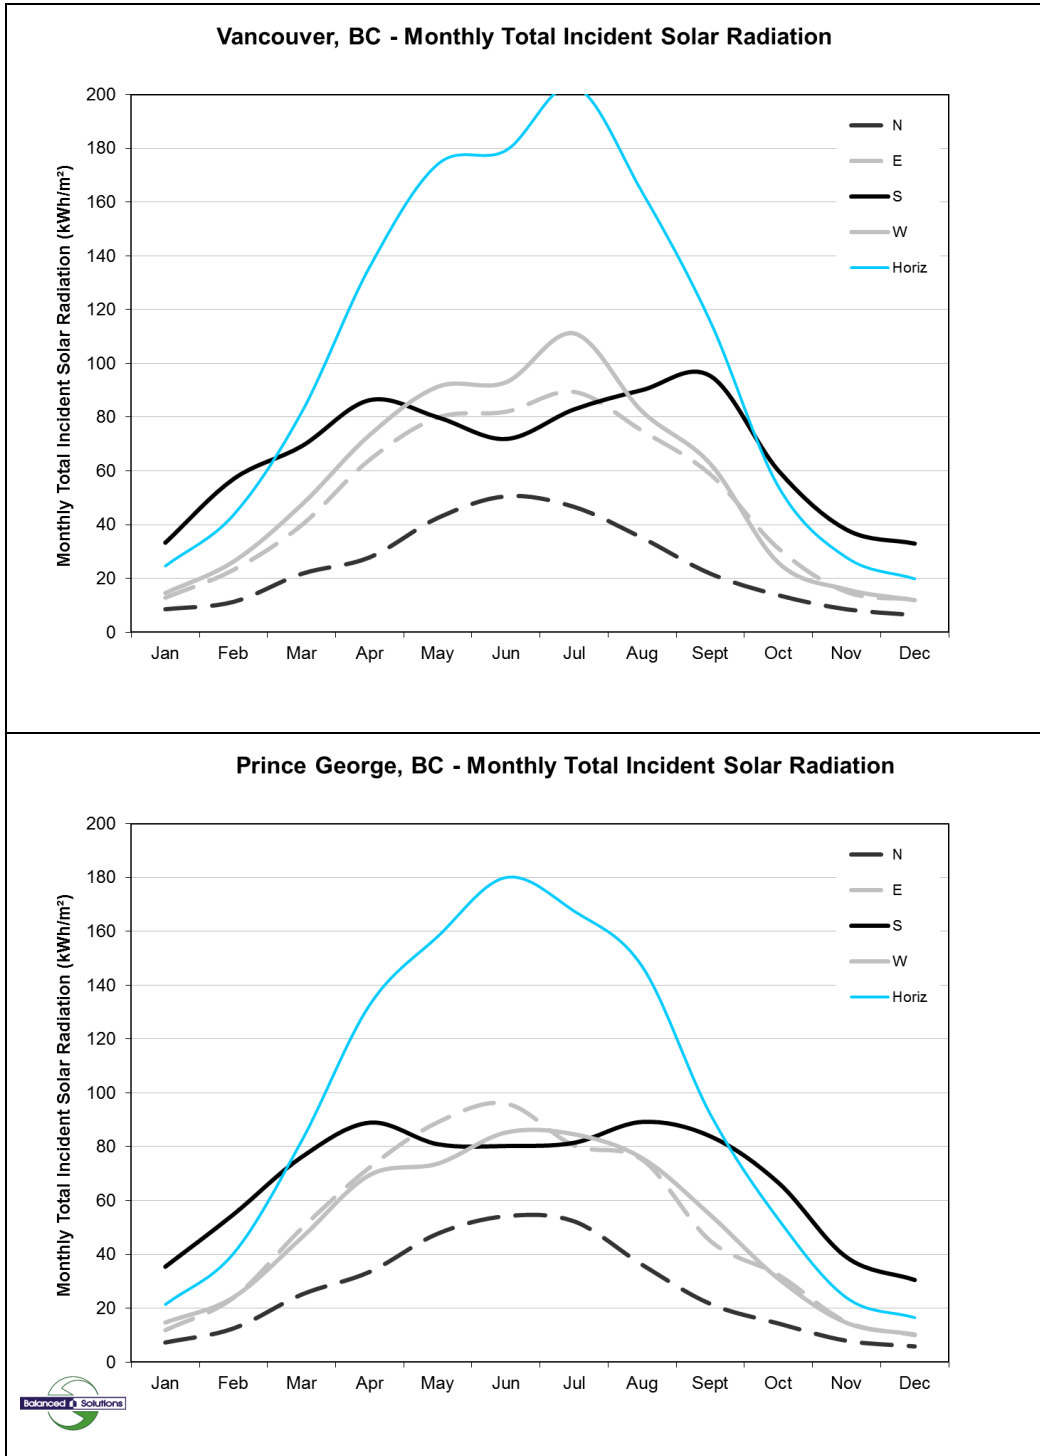 Vancouver, BC - Monthly Total Incident Solar Radiation
Monthly Total Incident Solar Radiation (kWh/m²)
200
180
160
140
120
100
80
60
40
20
0
Jan Feb Mar Apr May Jun Jul Aug Sept Oct Nov Dec
N
E
S
W
Horiz
Prince George, BC - Monthly Total Incident Solar Radiation
Monthly Total Incident Solar Radiation (kWh/m²)
200
180
160
140
120
100
80
60
40
20
0
Jan Feb Mar Apr May Jun Jul Aug Sept Oct Nov Dec
N
E
S
W
Horiz
Balanced Solutions